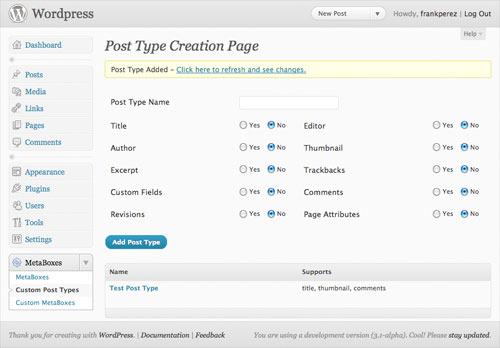 Wordpress
New Post
Howdy, frankperez | Log Out
Help
Dashboard
Posts
Media
Links
Pages
Comments
Appearance
Plugins
Users
Tools
Settings
MetaBoxes
MetaBoxes
Custom Post Types
Custom MetaBoxes
Post Type Creation Page
Post Type Added – Click here to refresh and see changes.
Post Type Name
Title Yes No Editor Yes No
Author Yes No Thumbnail Yes No
Excerpt Yes No Trackbacks Yes No
Custom Fields Yes No Comments Yes No
Revisions Yes No Page Attributes Yes No
Add Post Type
Name Supports
Test Post Type title, thumbnail, comments
Thank you for creating with WordPress. | Documentation | Feedback
You are using a development version (3.1-alpha). Cool! Please stay updated.